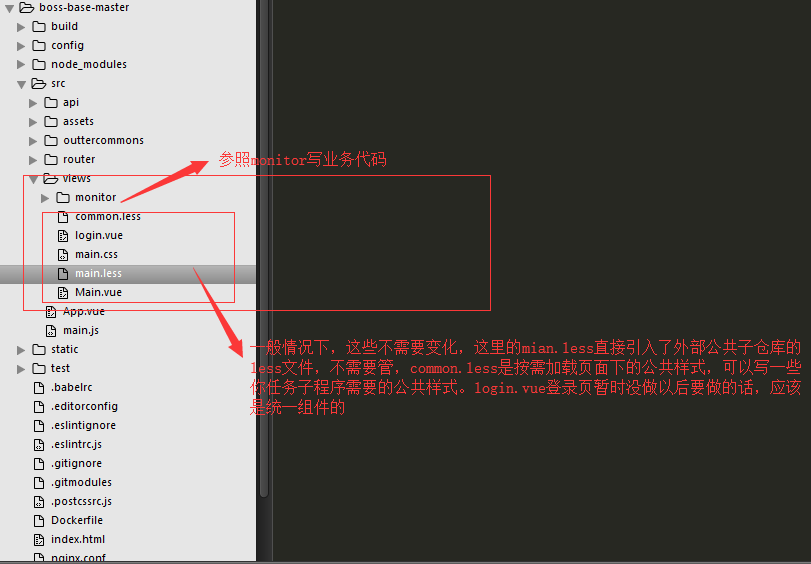 boss-base-master
build
config
node_modules
src
api
assets
outtercommons
router
参照monitor写业务代码
views
monitor
common.less
login.vue
main.css
main.less
Main.vue
App.vue
main.js
一般情况下，这些不需要变化，这里的mian.less直接引入了外部公共子仓库的
less文件，不需要管，common.less是按需加载页面下的公共样式，可以写一些
你任务子程序需要的公共样式。login.vue登录页暂时没做以后要做的话，应该
是统一组件的
static
test
.babelrc
.editorconfig
.eslintignore
.eslintrc.js
.gitignore
.gitmodules
.postcssrc.js
Dockerfile
index.html
nginx.conf